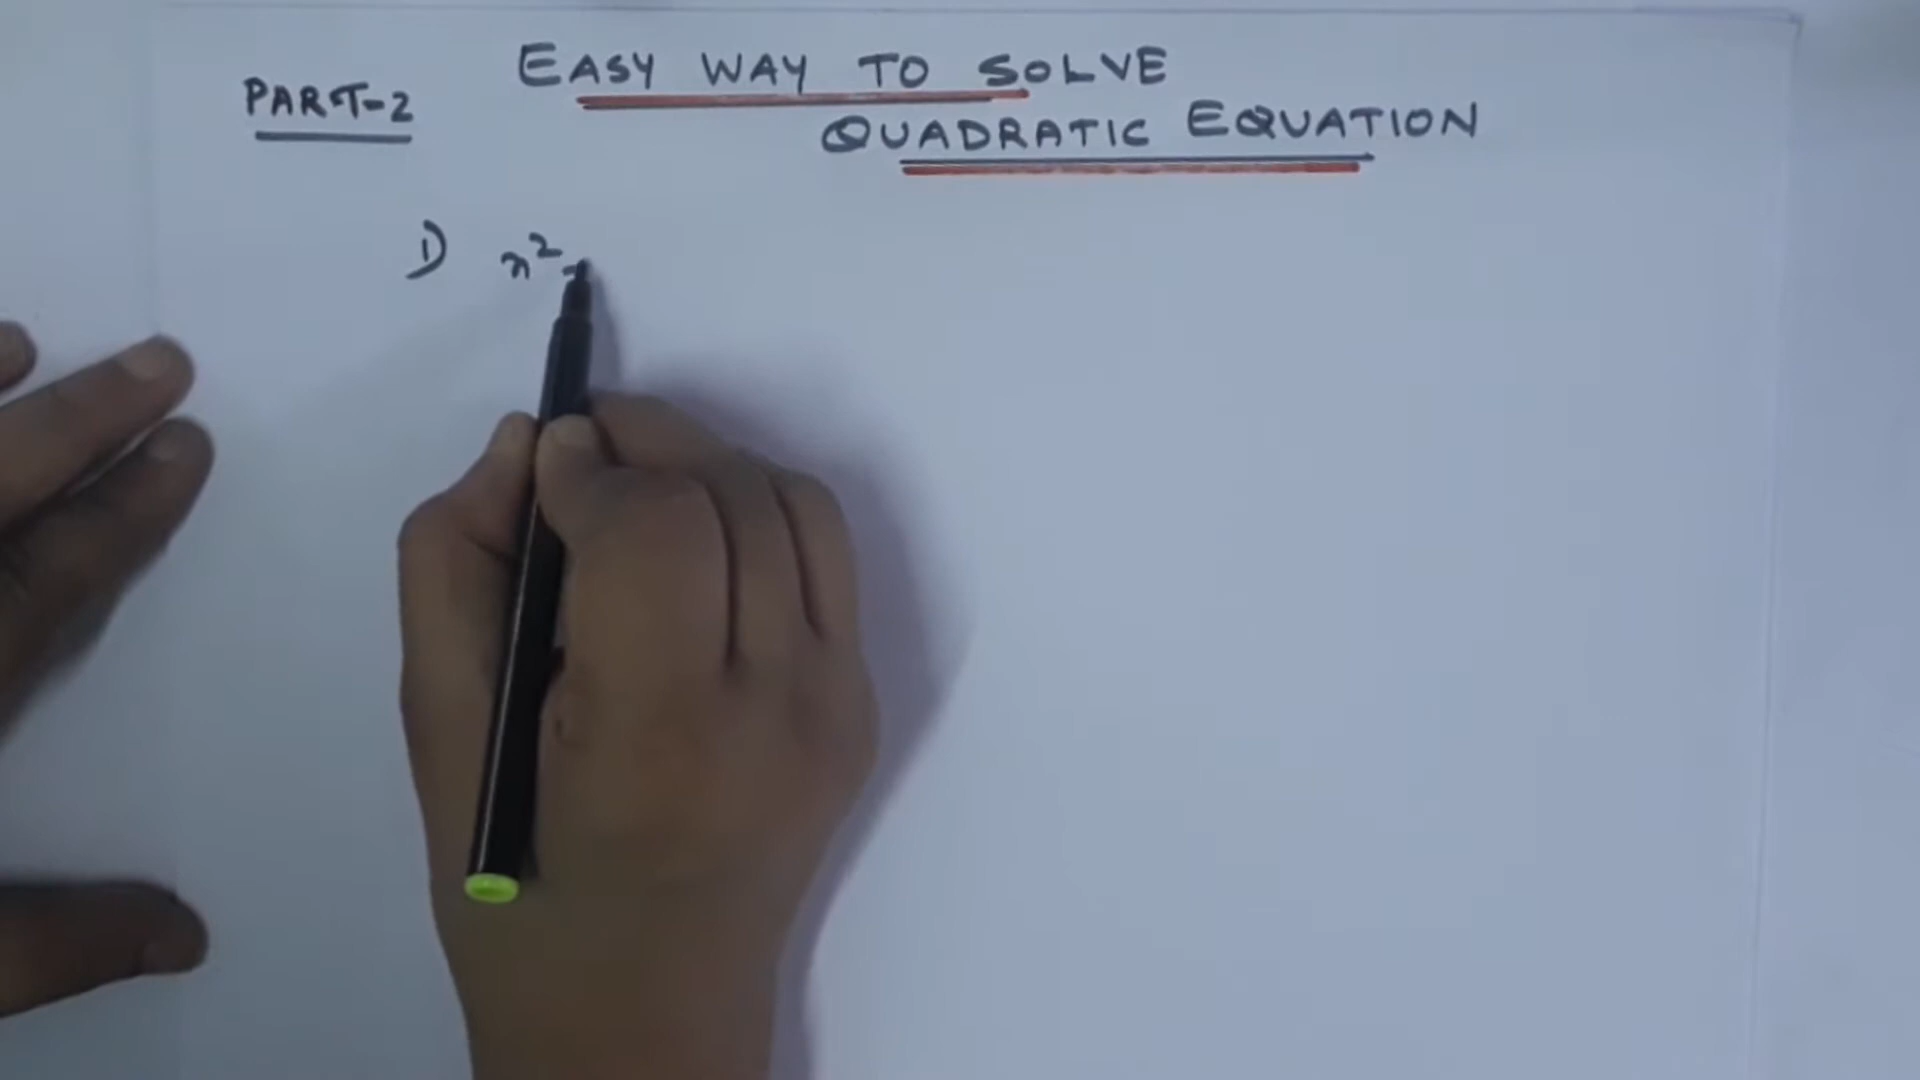 EASY WAY TO SOLVE
PART-2
QUADRATIC EQUATION
1) x² -